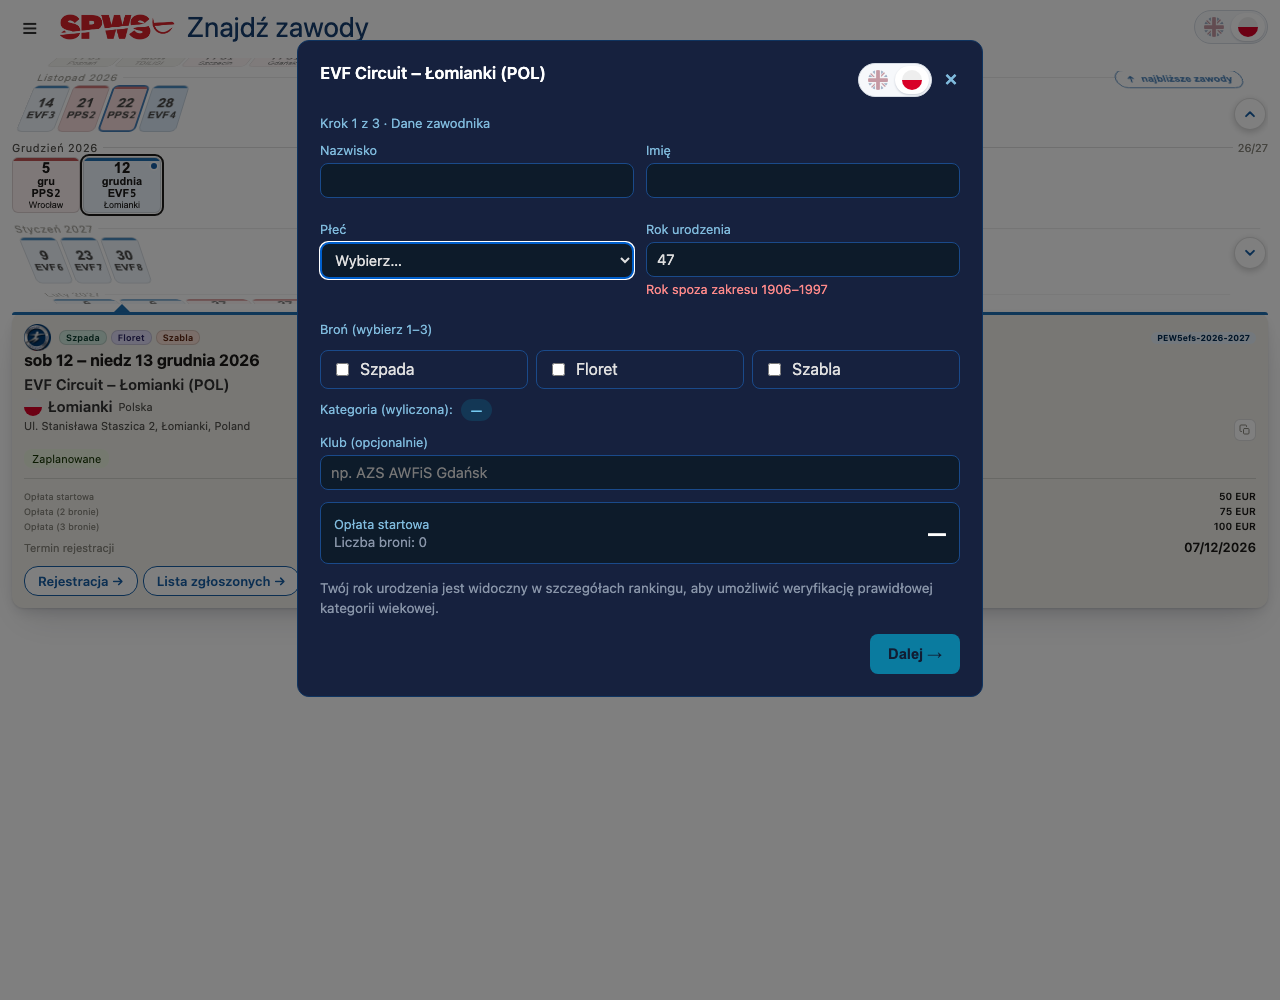 SPWS Znajdź zawody
Listopad 2026
najbliższe zawody
14 EVF3
21 PPS2
22 PPS2
28 EVF4
Grudzień 2026
26/27
5 gru PPS2 Wrocław
12 grudnia EVF5 Łomianki
Styczeń 2027
9 EVF6
23 EVF7
30 EVF8
EVF Circuit – Łomianki (POL)
×
Krok 1 z 3 · Dane zawodnika
Nazwisko
Imię
Płeć
Rok urodzenia
Wybierz...
47
Rok spoza zakresu 1906–1997
Broń (wybierz 1–3)
Szpada
Floret
Szabla
Kategoria (wyliczona): —
Klub (opcjonalnie)
np. AZS AWFiS Gdańsk
Opłata startowa
Liczba broni: 0
—
Twój rok urodzenia jest widoczny w szczegółach rankingu, aby umożliwić weryfikację prawidłowej
kategorii wiekowej.
Dalej →
Szpada Floret Szabla
PEW5efs-2026-2027
sob 12 – niedz 13 grudnia 2026
EVF Circuit – Łomianki (POL)
Łomianki Polska
Ul. Stanisława Staszica 2, Łomianki, Poland
Zaplanowane
Opłata startowa 50 EUR
Opłata (2 bronie) 75 EUR
Opłata (3 bronie) 100 EUR
Termin rejestracji 07/12/2026
Rejestracja →
Lista zgłoszonych →